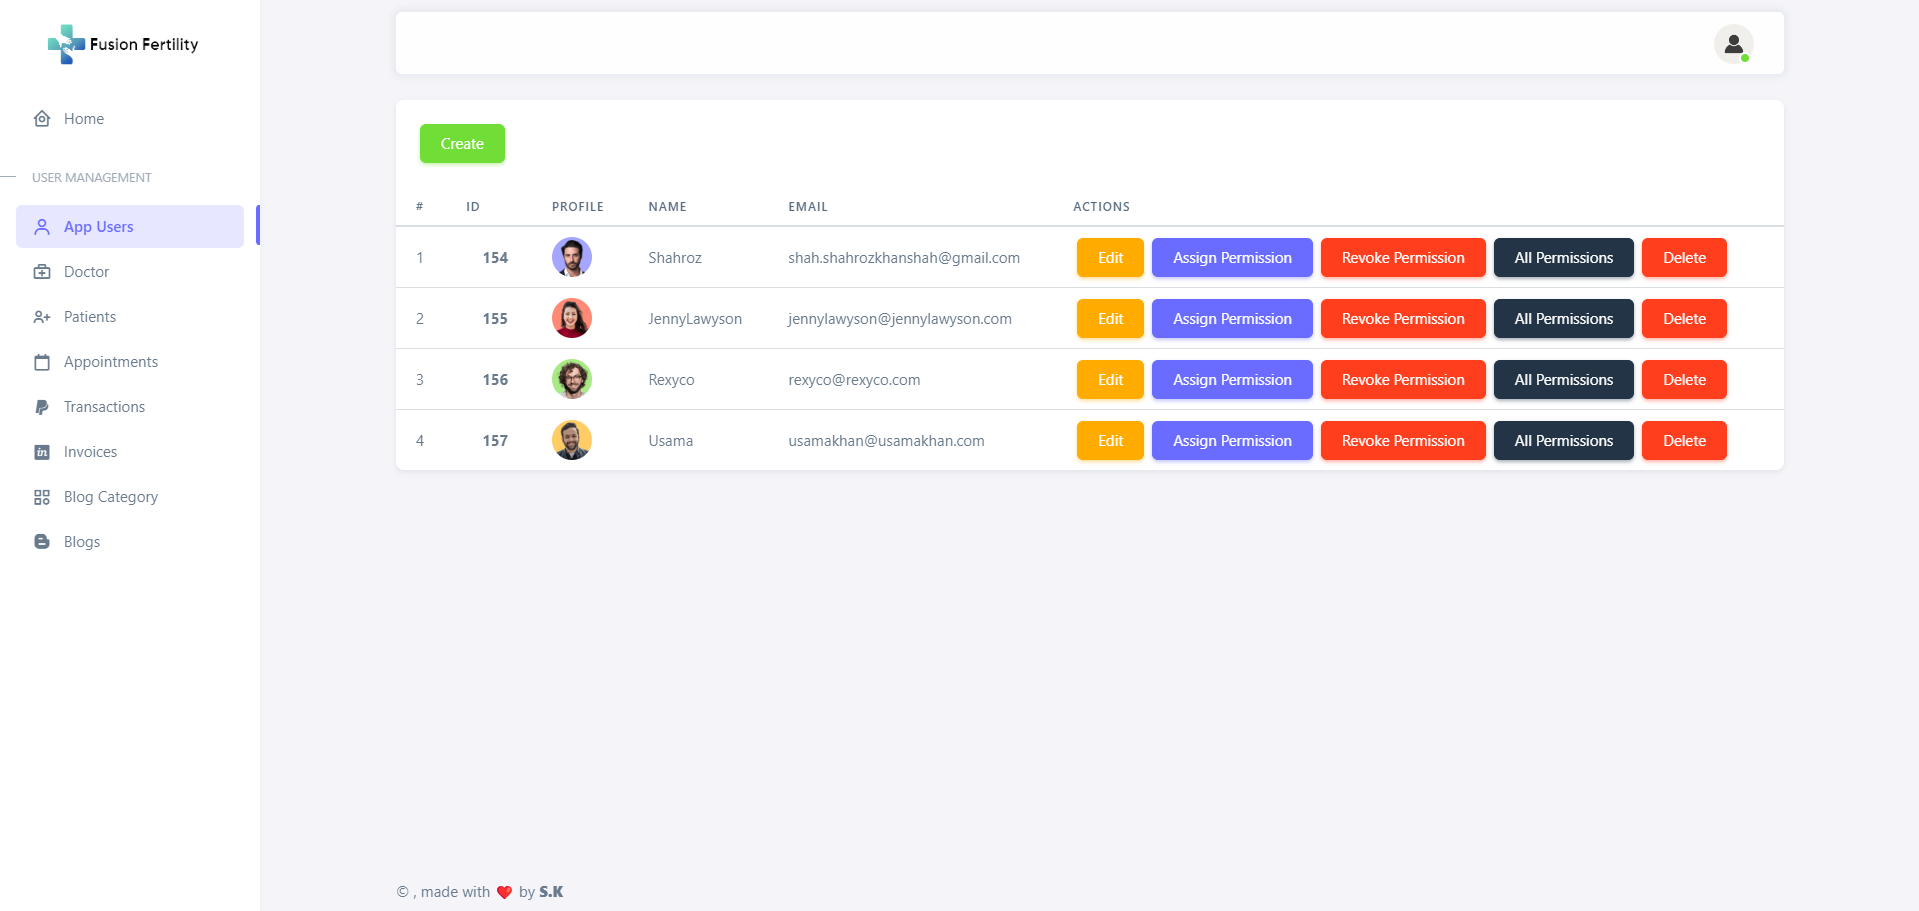 Fusion Fertility
Home
USER MANAGEMENT
App Users
Doctor
Patients
Appointments
Transactions
Invoices
Blog Category
Blogs
Create
# ID PROFILE NAME EMAIL ACTIONS
1 154 Shahroz shah.shahrozkhanshah@gmail.com Edit Assign Permission Revoke Permission All Permissions Delete
2 155 JennyLawyson jennylawyson@jennylawyson.com Edit Assign Permission Revoke Permission All Permissions Delete
3 156 Rexyco rexyco@rexyco.com Edit Assign Permission Revoke Permission All Permissions Delete
4 157 Usama usamakhan@usamakhan.com Edit Assign Permission Revoke Permission All Permissions Delete
© , made with ❤️ by S.K